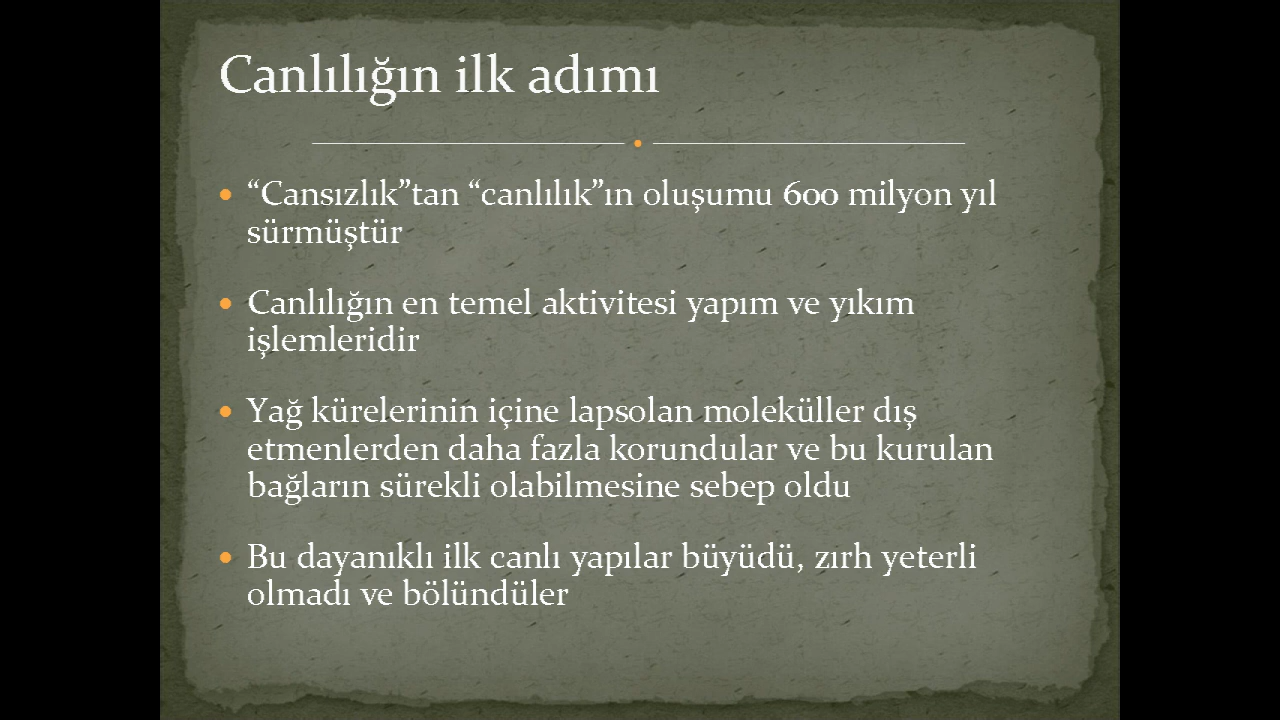 Canlılığın ilk adımı
“Cansızlık”tan “canlılık”ın oluşumu 600 milyon yıl
sürmüştür
Canlılığın en temel aktivitesi yapım ve yıkım
işlemleridir
Yağ kürelerinin içine lapsolan moleküller dış
etmenlerden daha fazla korundular ve bu kurulan
bağların sürekli olabilmesine sebep oldu
Bu dayanıklı ilk canlı yapılar büyüdü, zırh yeterli
olmadı ve bölündüler